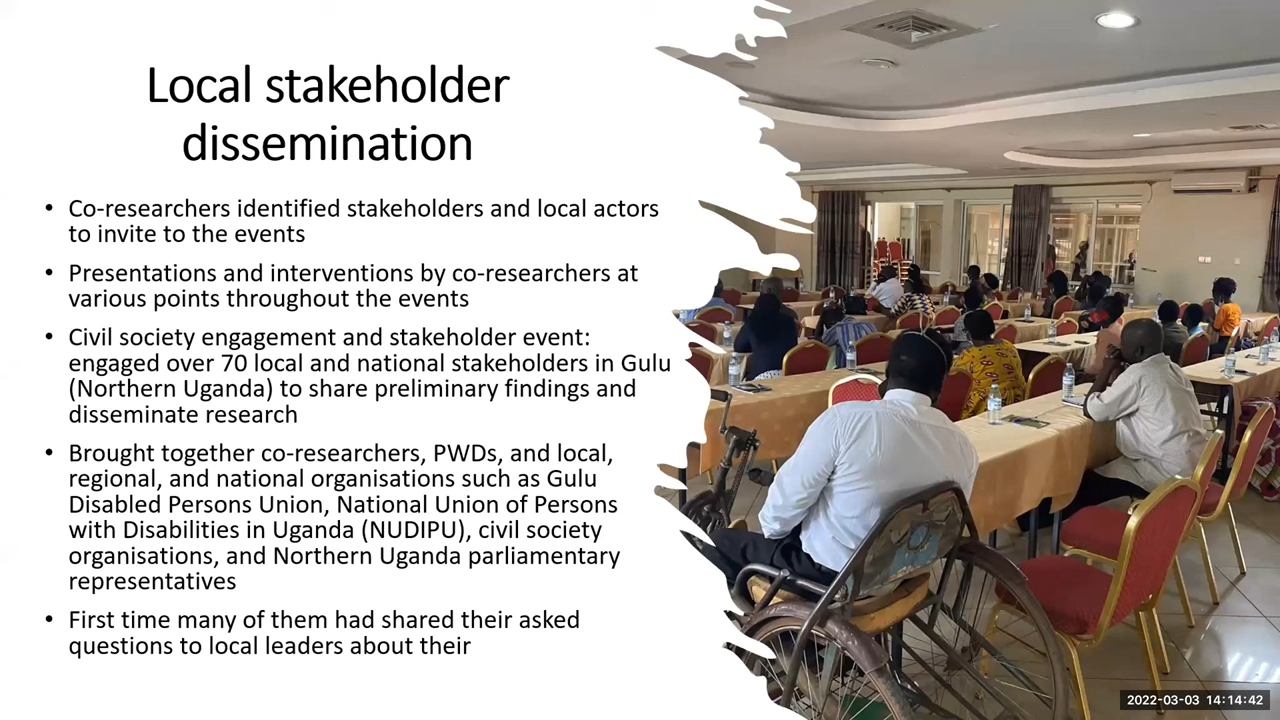 Local stakeholder
dissemination
• Co-researchers identified stakeholders and local actors
to invite to the events
• Presentations and interventions by co-researchers at
various points throughout the events
• Civil society engagement and stakeholder event:
engaged over 70 local and national stakeholders in Gulu
(Northern Uganda) to share preliminary findings and
disseminate research
• Brought together co-researchers, PWDs, and local,
regional, and national organisations such as Gulu
Disabled Persons Union, National Union of Persons
with Disabilities in Uganda (NUDIPU), civil society
organisations, and Northern Uganda parliamentary
representatives
• First time many of them had shared their asked
questions to local leaders about their
2022-03-03 14:14:42